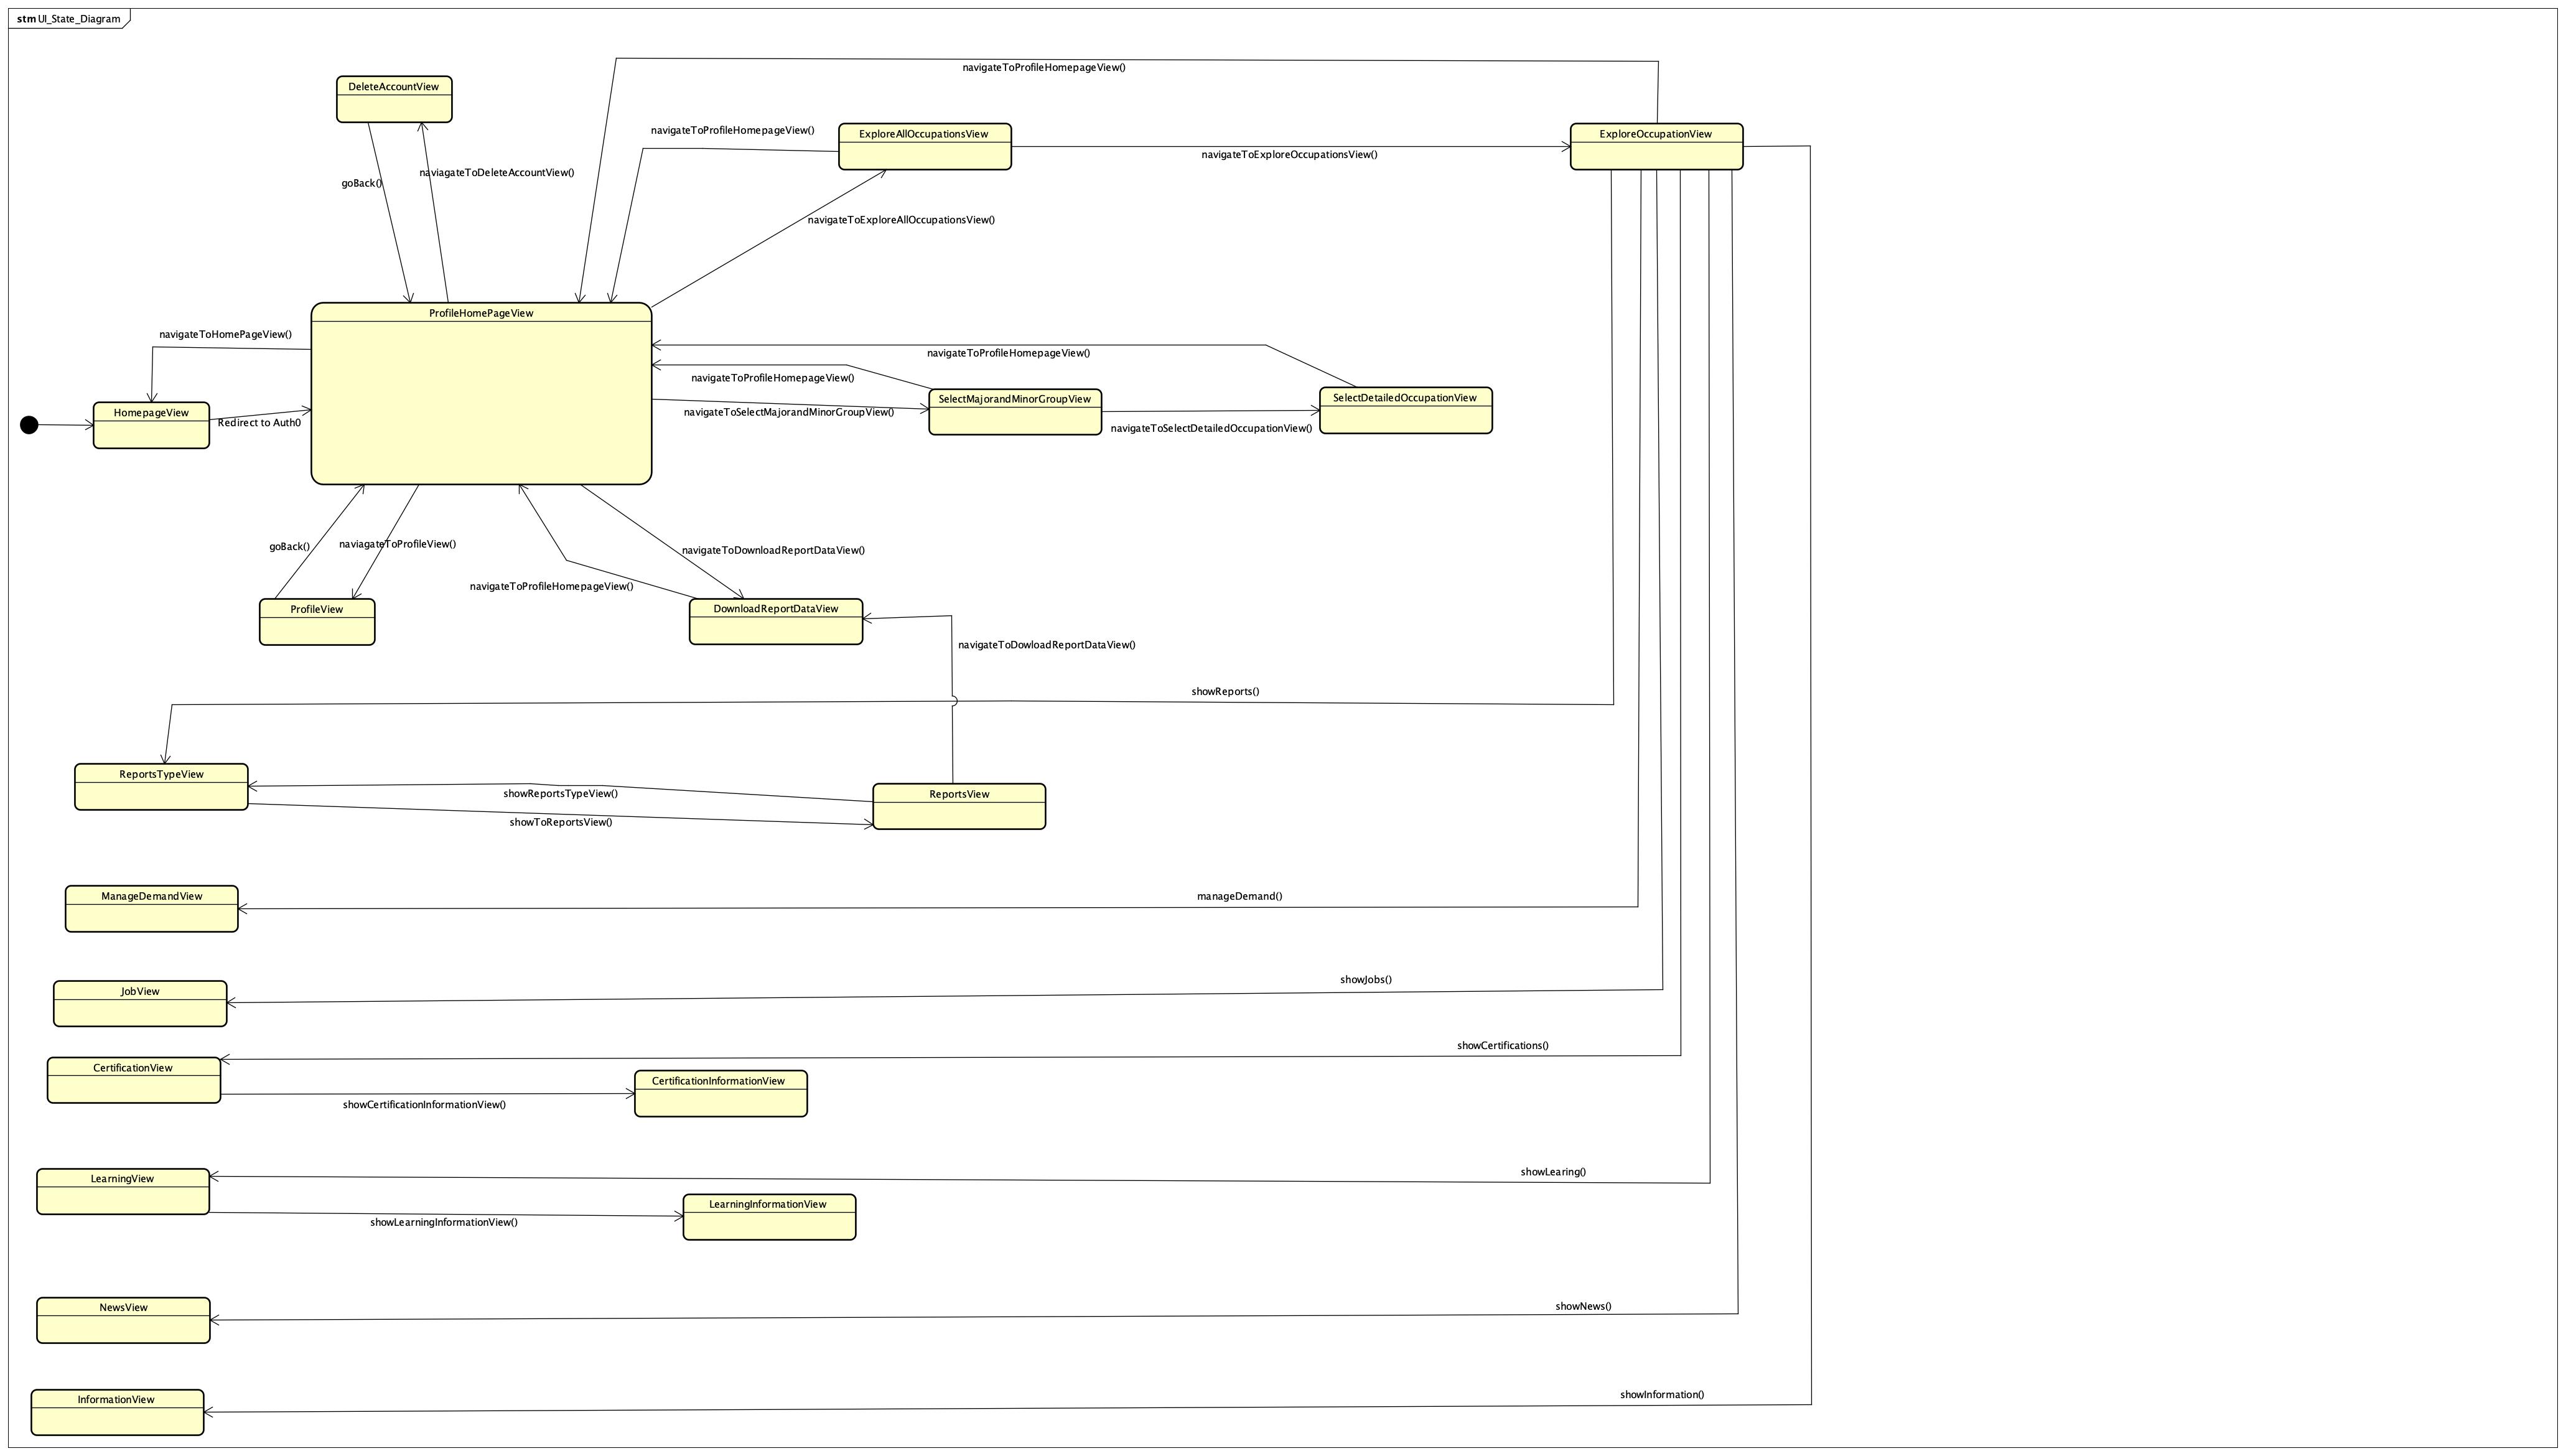 stm UI_State_Diagram
navigateToProfileHomepageView()
DeleteAccountView
navigateToProfileHomepageView()
ExploreAllOccupationsView
ExploreOccupationView
navigateToExploreOccupationsView()
naviagateToDeleteAccountView()
goBack()
navigateToExploreAllOccupationsView()
ProfileHomePageView
navigateToHomePageView()
navigateToProfileHomepageView()
navigateToProfileHomepageView()
SelectMajorandMinorGroupView
SelectDetailedOccupationView
HomepageView
navigateToSelectMajorandMinorGroupView()
Redirect to Auth0
navigateToSelectDetailedOccupationView()
goBack()
naviagateToProfileView()
navigateToDownloadReportDataView()
navigateToProfileHomepageView()
ProfileView
DownloadReportDataView
navigateToDowloadReportDataView()
showReports()
ReportsTypeView
showReportsTypeView()
ReportsView
showToReportsView()
ManageDemandView
manageDemand()
showJobs()
JobView
showCertifications()
CertificationView
CertificationInformationView
showCertificationInformationView()
showLearing()
LearningView
LearningInformationView
showLearningInformationView()
NewsView
showNews()
showInformation()
InformationView